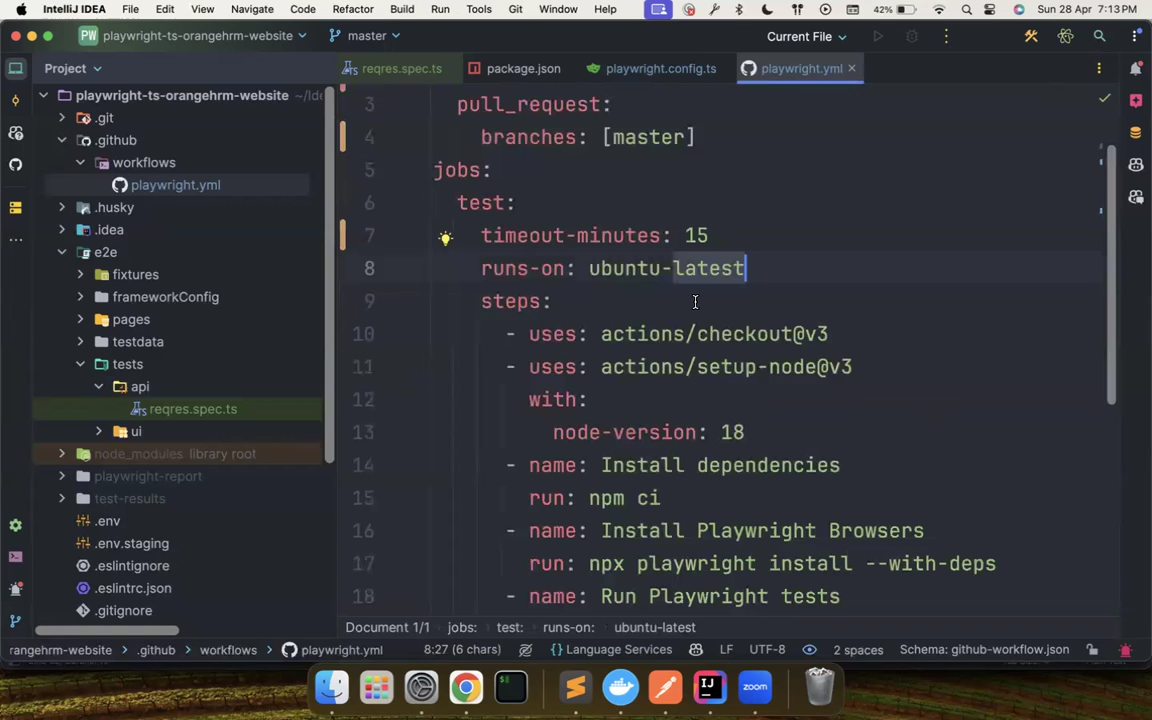 IntelliJ IDEA File Edit View Navigate Code Refactor Build Run Tools Git Window Help 42% Sun 28 Apr 7:13 PM
PW playwright-ts-orangehrm-website master Current File
Project
reqres.spec.ts package.json playwright.config.ts playwright.yml
playwright-ts-orangehrm-website ~/Ide
.git
.github
workflows
playwright.yml
.husky
.idea
e2e
fixtures
frameworkConfig
pages
testdata
tests
api
reqres.spec.ts
ui
node_modules library root
playwright-report
test-results
.env
.env.staging
.eslintignore
.eslintrc.json
.gitignore
3 pull_request:
4 branches: [master]
5 jobs:
6 test:
7 timeout-minutes: 15
8 runs-on: ubuntu-latest
9 steps:
10 - uses: actions/checkout@v3
11 - uses: actions/setup-node@v3
12 with:
13 node-version: 18
14 - name: Install dependencies
15 run: npm ci
16 - name: Install Playwright Browsers
17 run: npx playwright install --with-deps
18 - name: Run Playwright tests
Document 1/1 jobs: test: runs-on: ubuntu-latest
rangehrm-website .github workflows playwright.yml 8:27 (6 chars) Language Services LF UTF-8 2 spaces Schema: github-workflow.json
zoom